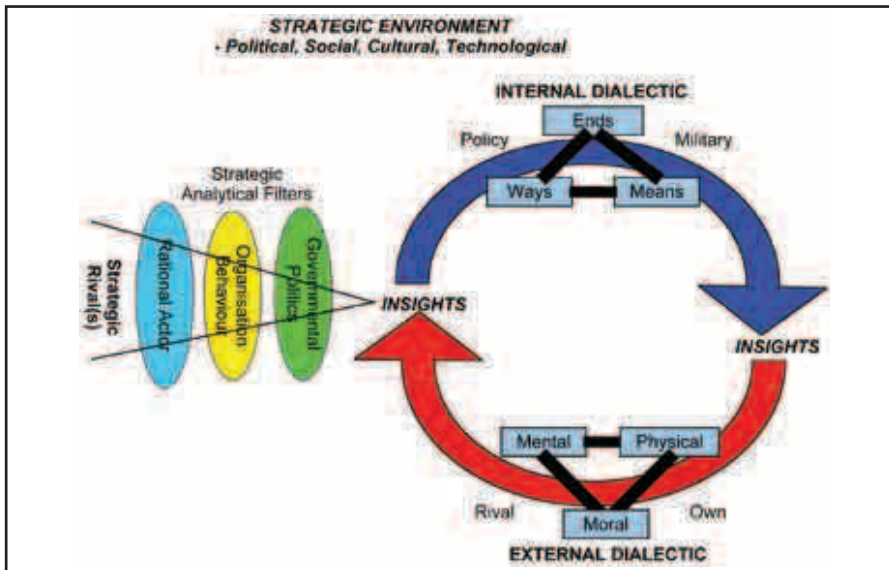 STRATEGIC ENVIRONMENT
- Political, Social, Cultural, Technological
INTERNAL DIALECTIC
Ends
Policy
Military
Ways
Means
Strategic
Analytical Filters
Strategic
Rival(s)
Rational Actor
Organisation
Behaviour
Governmental
Politics
INSIGHTS
INSIGHTS
Mental
Physical
Rival
Own
Moral
EXTERNAL DIALECTIC